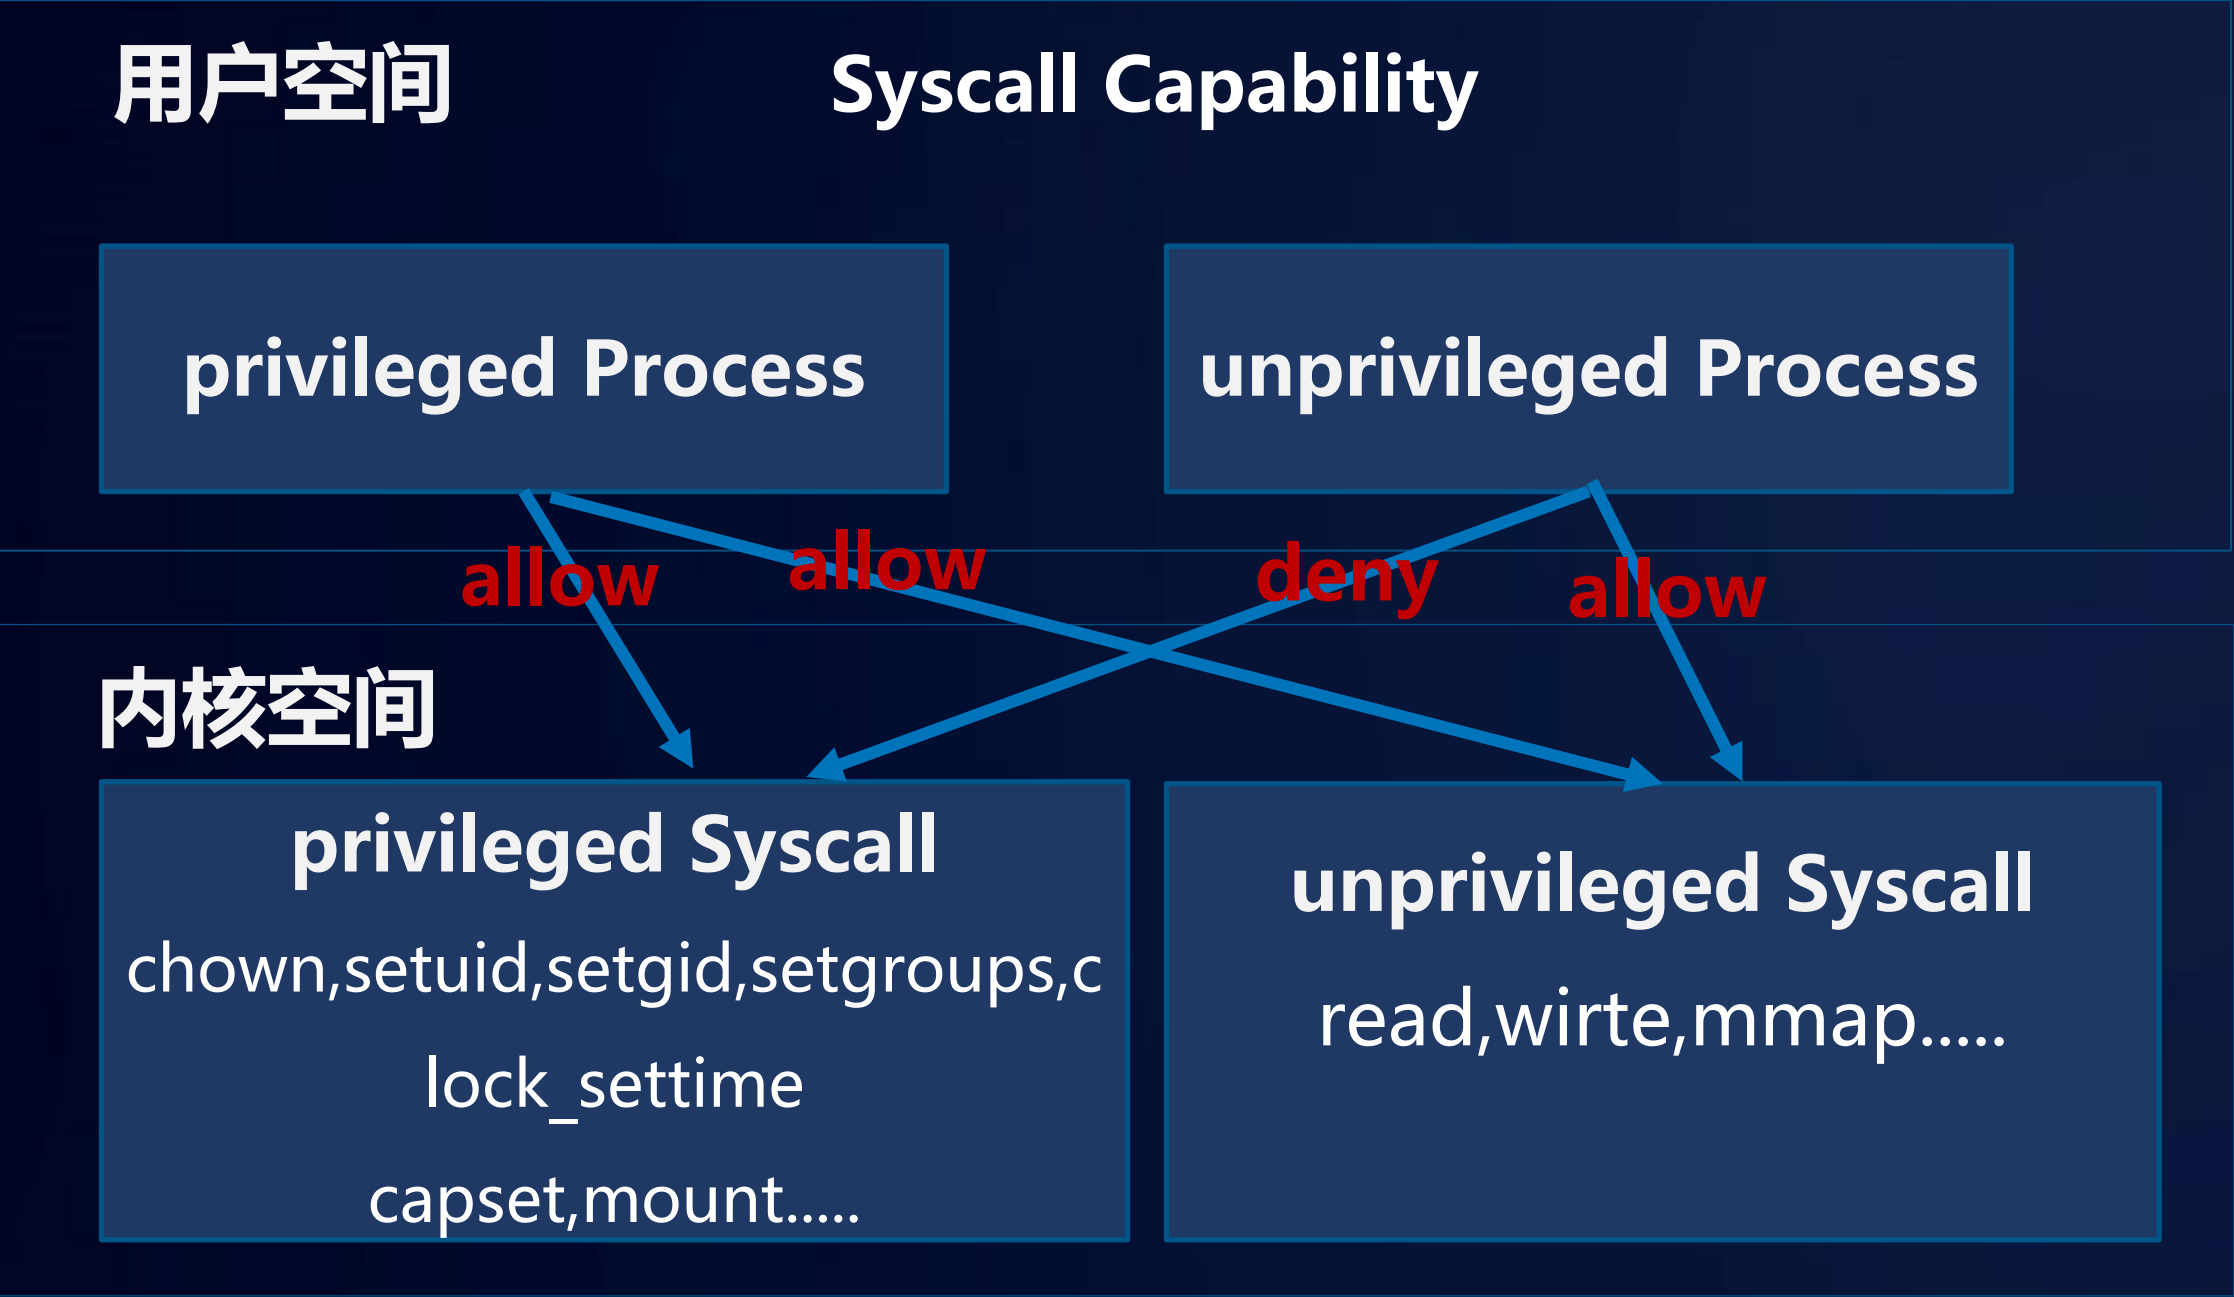 用户空间
Syscall Capability
privileged Process
unprivileged Process
allow
allow
deny
allow
内核空间
privileged Syscall
chown,setuid,setgid,setgroups,c
lock_settime
capset,mount.....
unprivileged Syscall
read,wirte,mmap.....